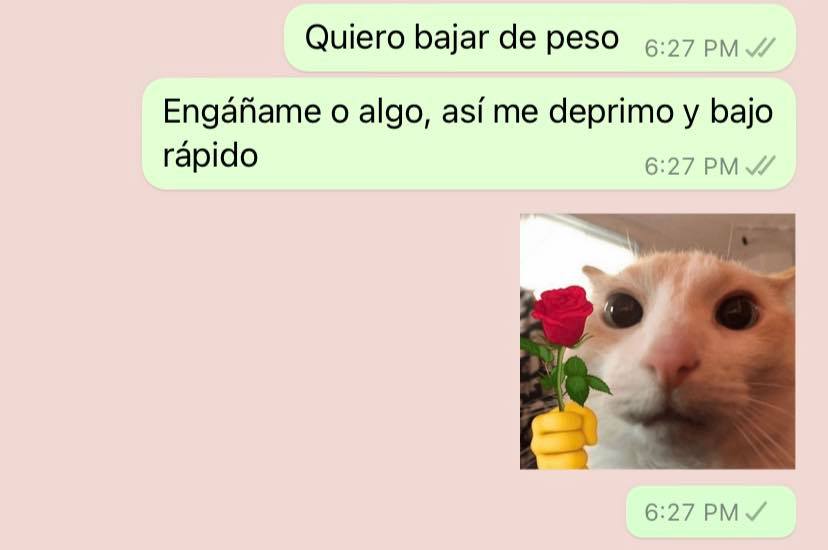 Quiero bajar de peso 6:27 PM
Engáñame o algo, así me deprimo y bajo
rápido 6:27 PM
6:27 PM